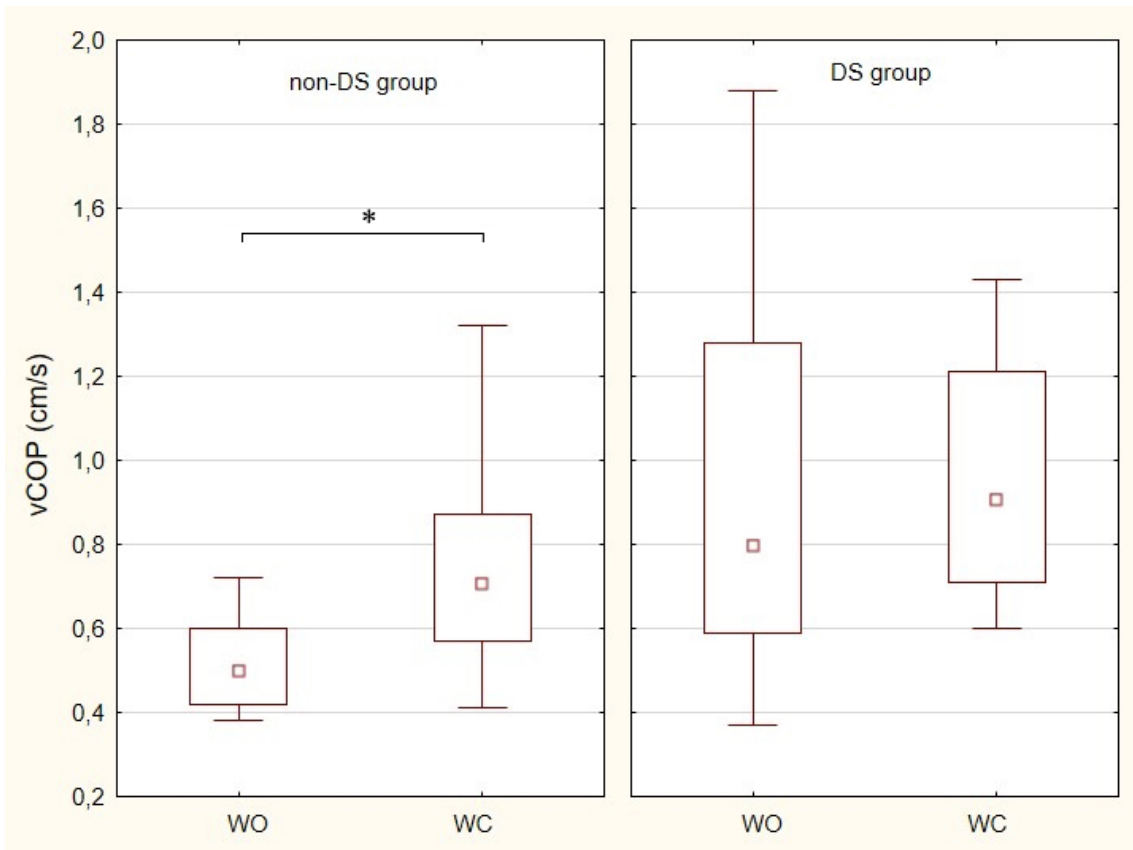 non-DS group
DS group
*
vCOP (cm/s)
2,0
1,8
1,6
1,4
1,2
1,0
0,8
0,6
0,4
0,2
WO
WC
WO
WC